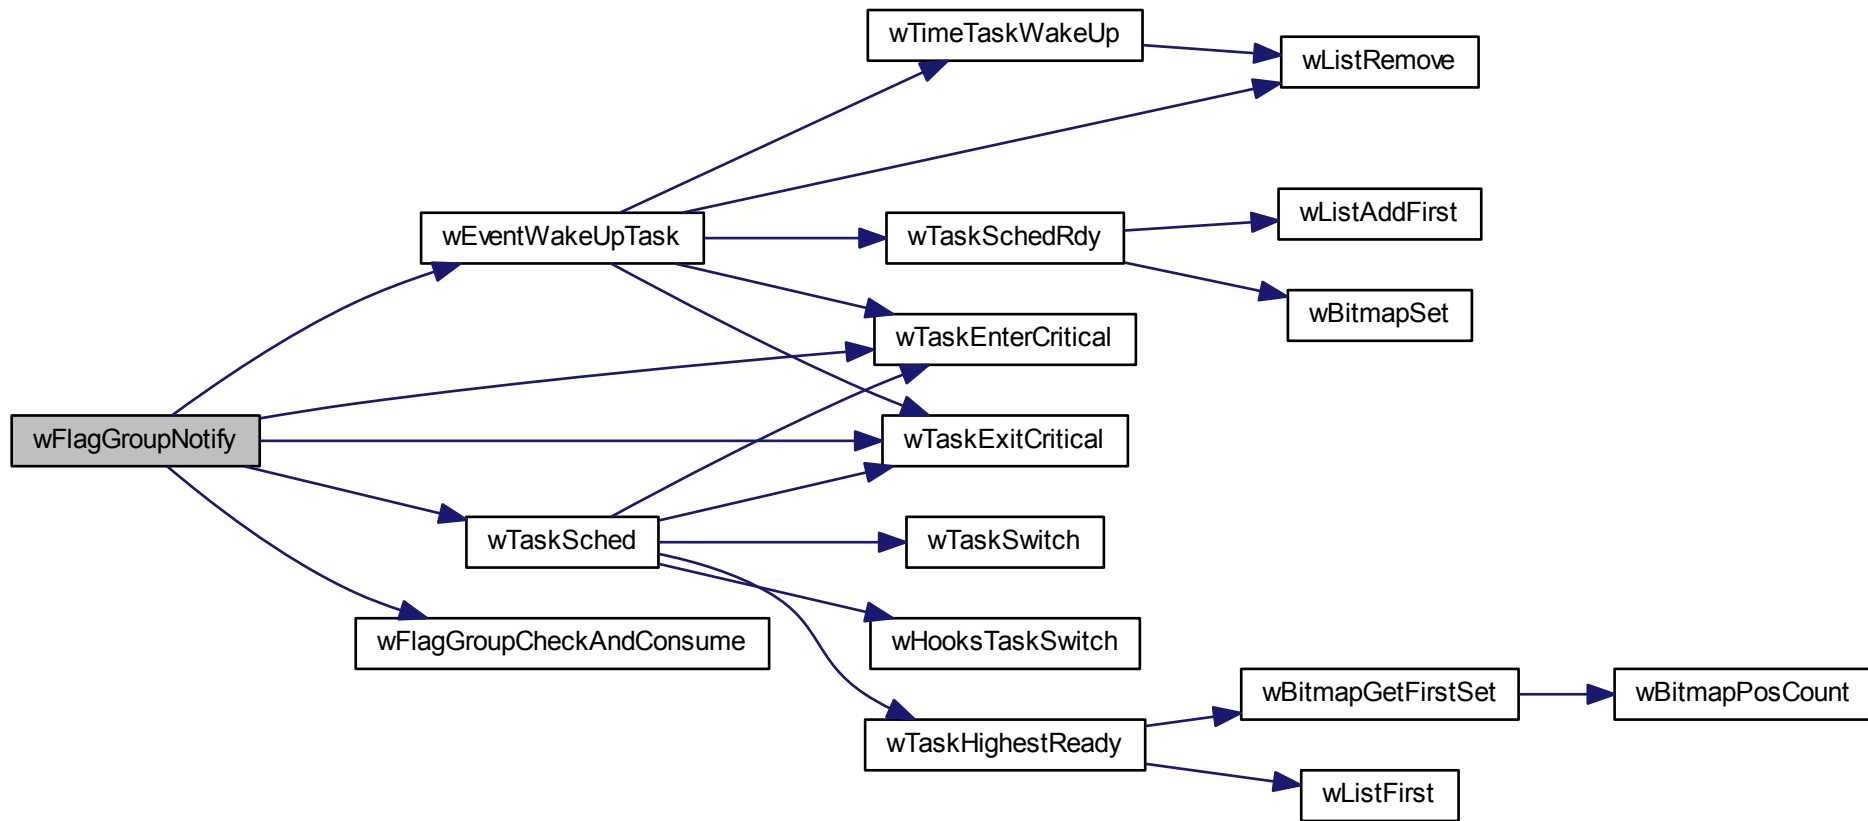 wTimeTaskWakeUp
wListRemove
wListAddFirst
wEventWakeUpTask
wTaskSchedRdy
wBitmapSet
wTaskEnterCritical
wFlagGroupNotify
wTaskExitCritical
wTaskSched
wTaskSwitch
wFlagGroupCheckAndConsume
wHooksTaskSwitch
wBitmapGetFirstSet
wBitmapPosCount
wTaskHighestReady
wListFirst